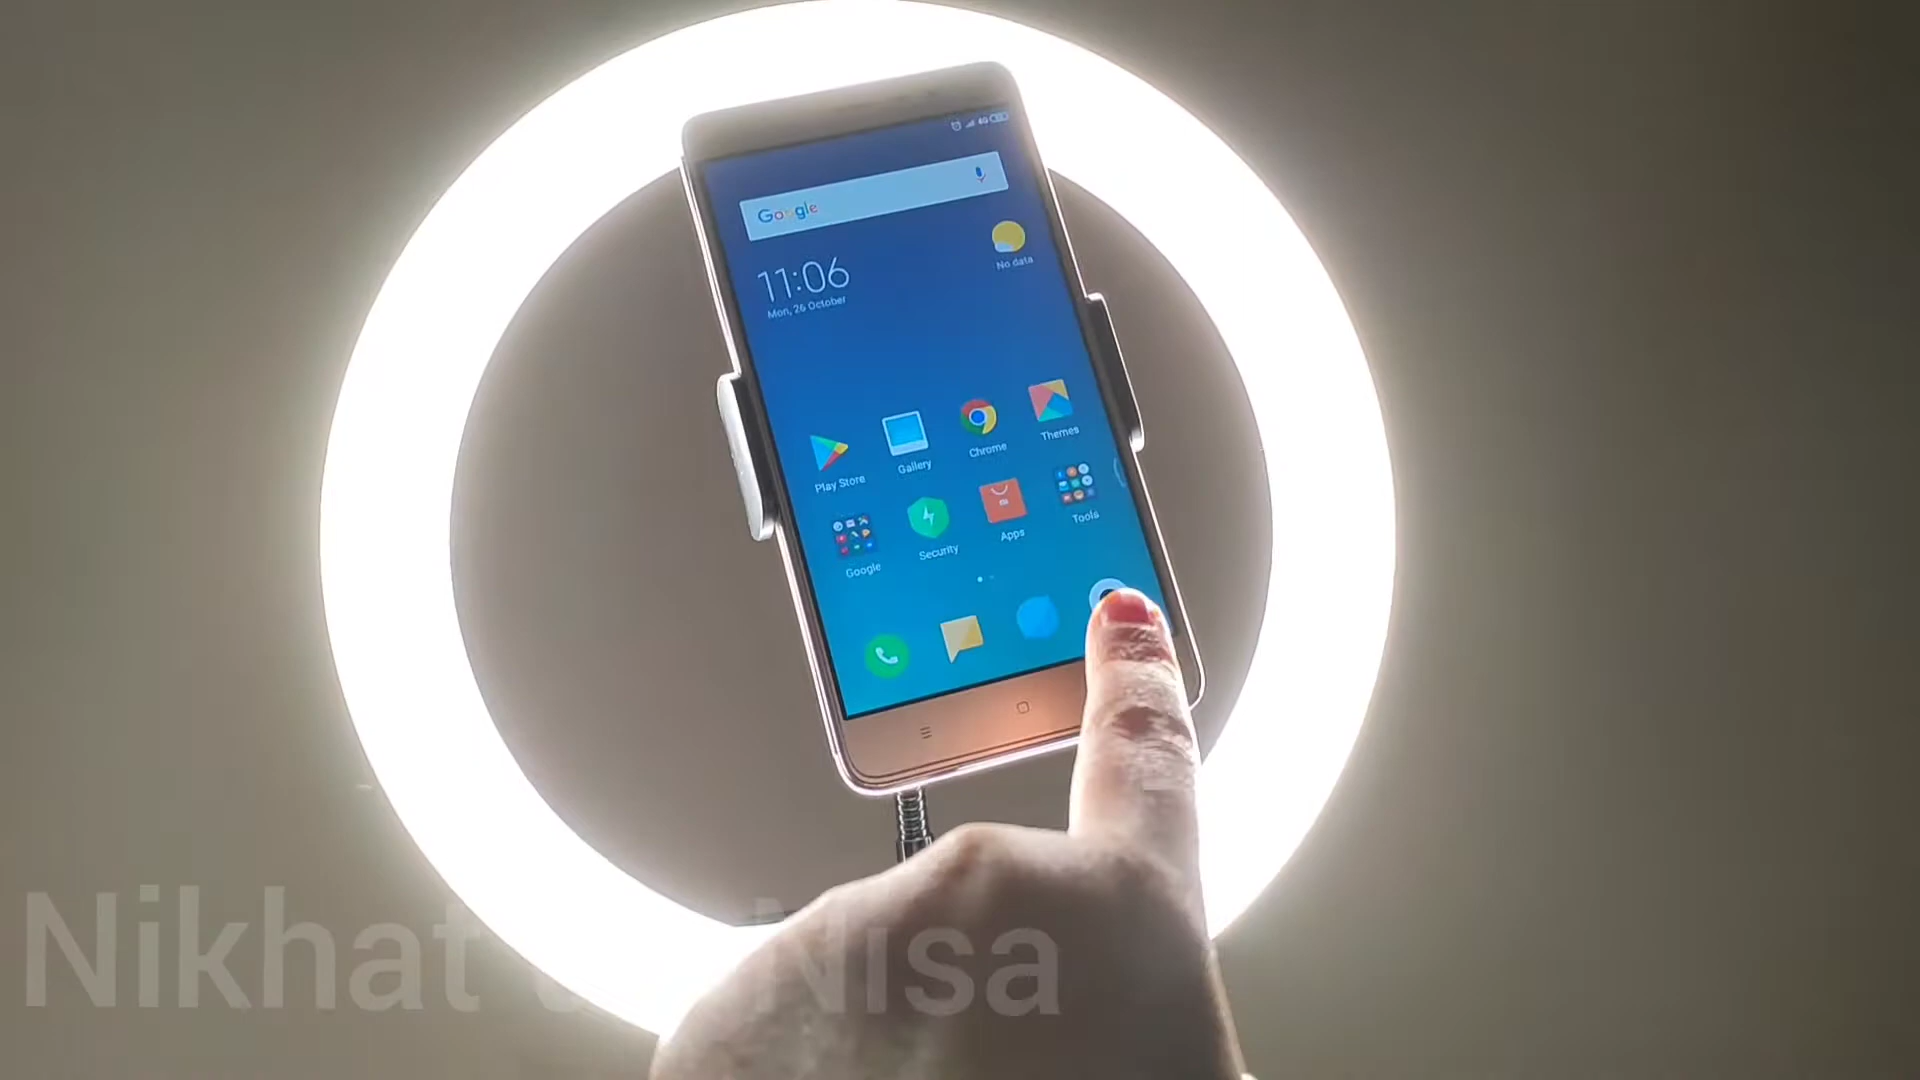 4G
Google
11:06
Mon, 26 October
No data
Play Store
Gallery
Chrome
Themes
Google
Security
Apps
Tools
Nikhat Nisa